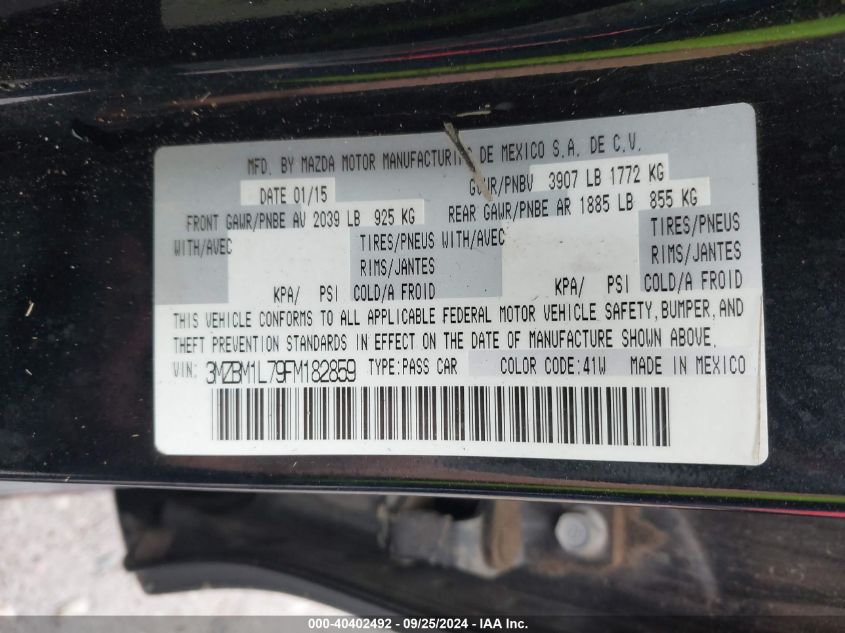 MFD. BY MAZDA MOTOR MANUFACTURING DE MEXICO S.A. DE C.V.
DATE 01/15 GVWR/PNBV 3907 LB 1772 KG
FRONT GAWR/PNBE AV 2039 LB 925 KG REAR GAWR/PNBE AR 1885 LB 855 KG
WITH/AVEC TIRES/PNEUS WITH/AVEC TIRES/PNEUS
RIMS/JANTES RIMS/JANTES
KPA/ PSI COLD/A FROID KPA/ PSI COLD/A FROID
THIS VEHICLE CONFORMS TO ALL APPLICABLE FEDERAL MOTOR VEHICLE SAFETY, BUMPER, AND
THEFT PREVENTION STANDARDS IN EFFECT ON THE DATE OF MANUFACTURE SHOWN ABOVE.
VIN: 3MZBM1L79FM182859 TYPE:PASS CAR COLOR CODE:41W MADE IN MEXICO
000-40402492 - 09/25/2024 - IAA Inc.